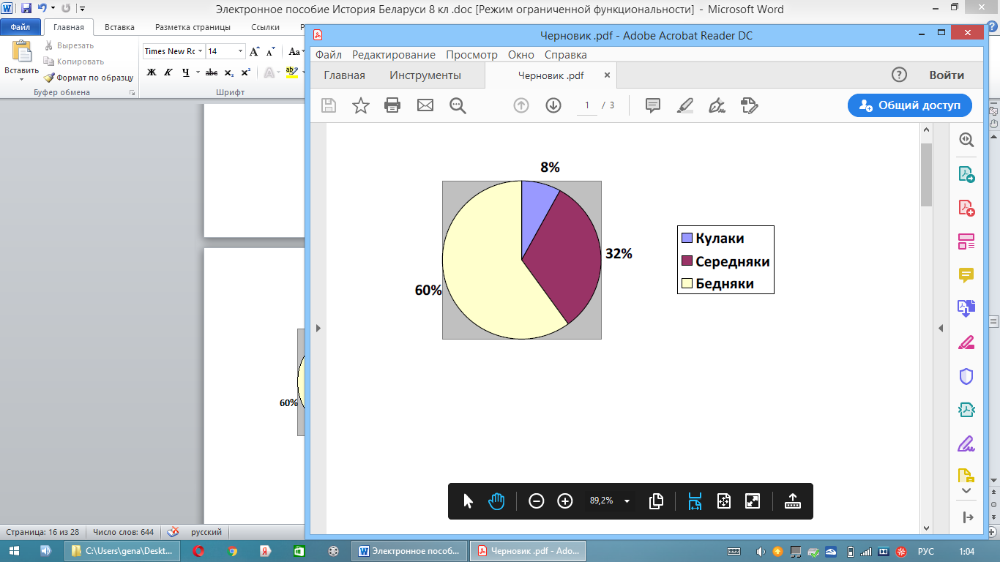 Электронное пособие История Беларуси 8 кл .doc [Режим ограниченной функциональности] - Microsoft Word
Файл Главная Вставка Разметка страницы Ссылки
Вставить
Вырезать
Копировать
Формат по образцу
Буфер обмена
Times New Ro 14
Ж К Ч abc x₂ x²
Шрифт
60%
Страница: 16 из 28 Число слов: 644 русский
Черновик .pdf - Adobe Acrobat Reader DC
Файл Редактирование Просмотр Окно Справка
Главная Инструменты Черновик .pdf × Войти
1 / 3 Общий доступ
8%
32%
60%
Кулаки
Середняки
Бедняки
89,2%
C:\Users\gena\Deskt... Электронное пособ... Черновик .pdf - Ado... РУС 1:04